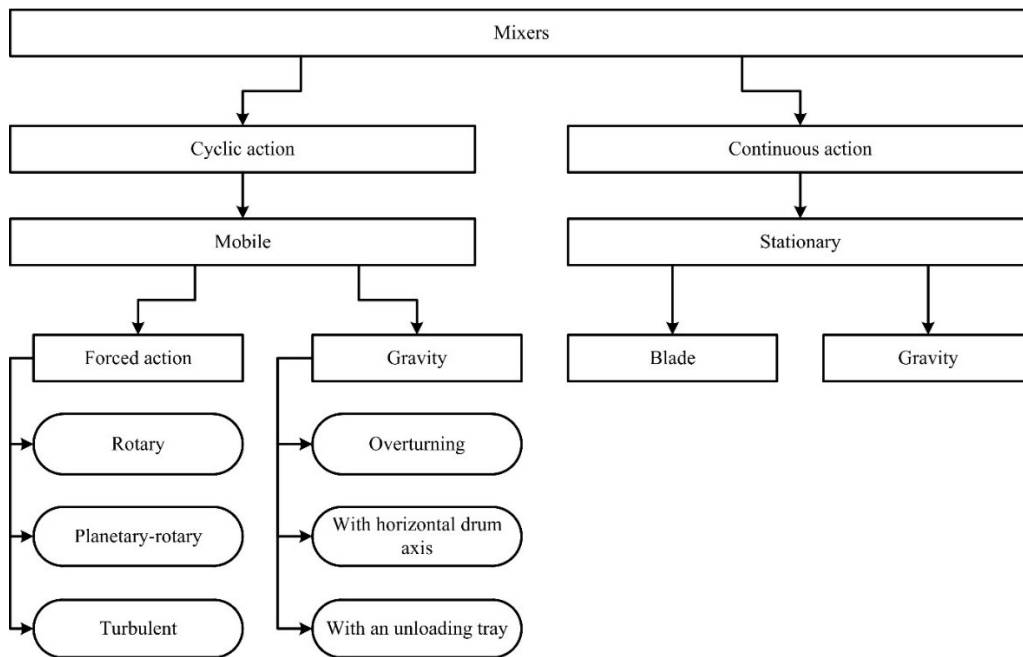 Mixers
Cyclic action
Continuous action
Mobile
Stationary
Forced action
Gravity
Blade
Gravity
Rotary
Overturning
Planetary-rotary
With horizontal drum
axis
Turbulent
With an unloading tray